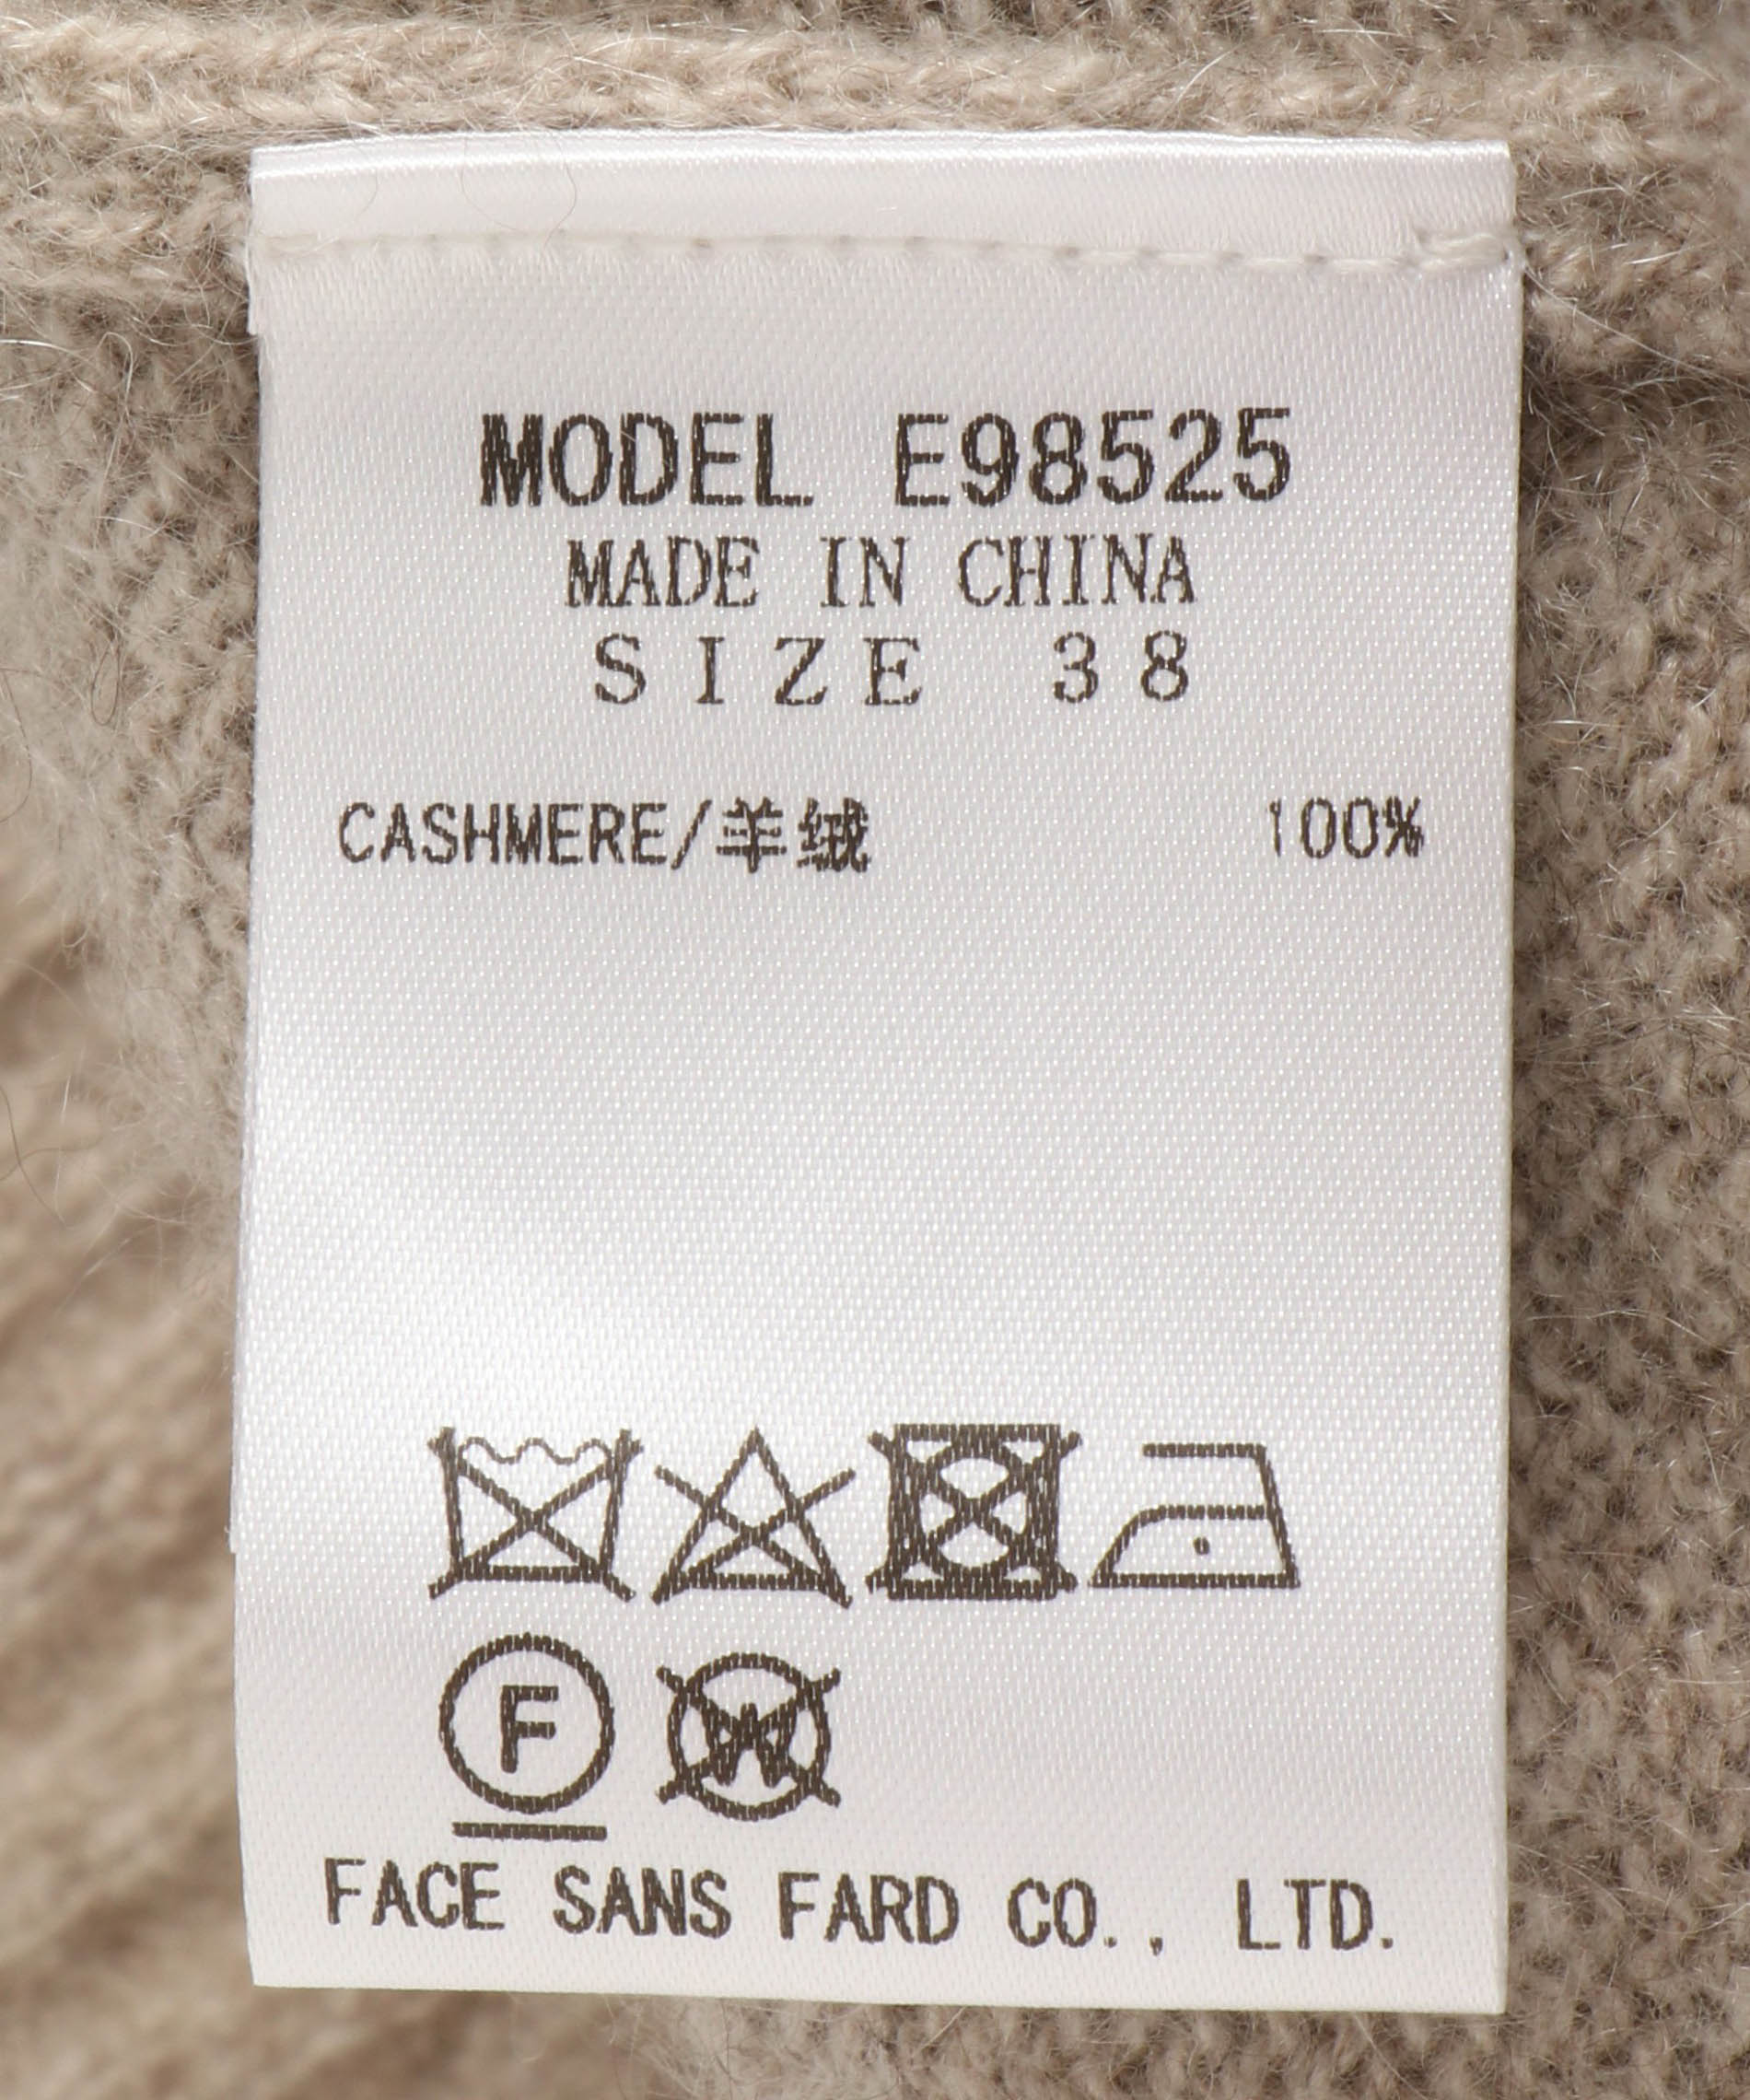 MODEL E98525
MADE IN CHINA
SIZE 38
CASHMERE/羊绒 100%
F W
FACE SANS FARD CO., LTD.